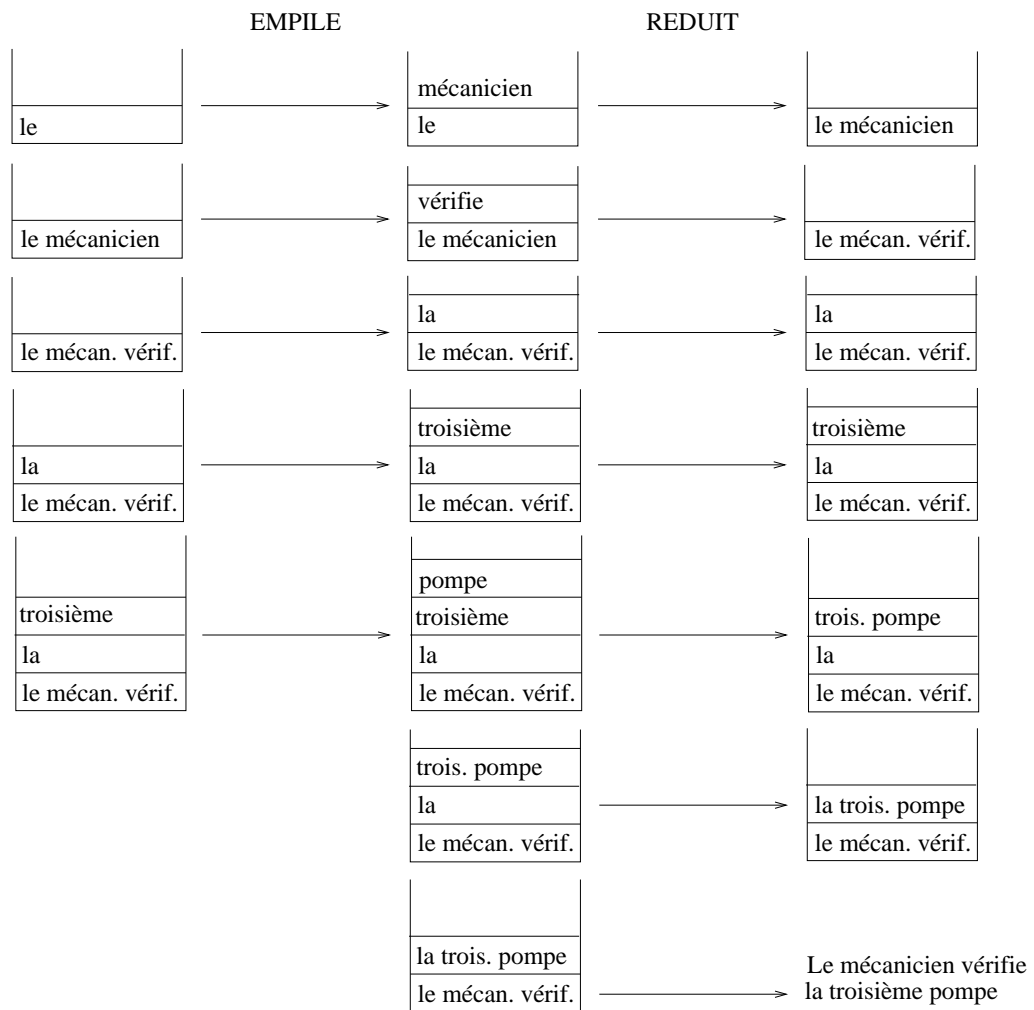 EMPILE REDUIT
mécanicien
le le le mécanicien
vérifie
le mécanicien le mécanicien le mécan. vérif.
la la
le mécan. vérif. le mécan. vérif. le mécan. vérif.
troisième troisième
la la la
le mécan. vérif. le mécan. vérif. le mécan. vérif.
pompe
troisième troisième trois. pompe
la la la
le mécan. vérif. le mécan. vérif. le mécan. vérif.
trois. pompe
la la trois. pompe
le mécan. vérif. le mécan. vérif.
la trois. pompe Le mécanicien vérifie
le mécan. vérif. la troisième pompe